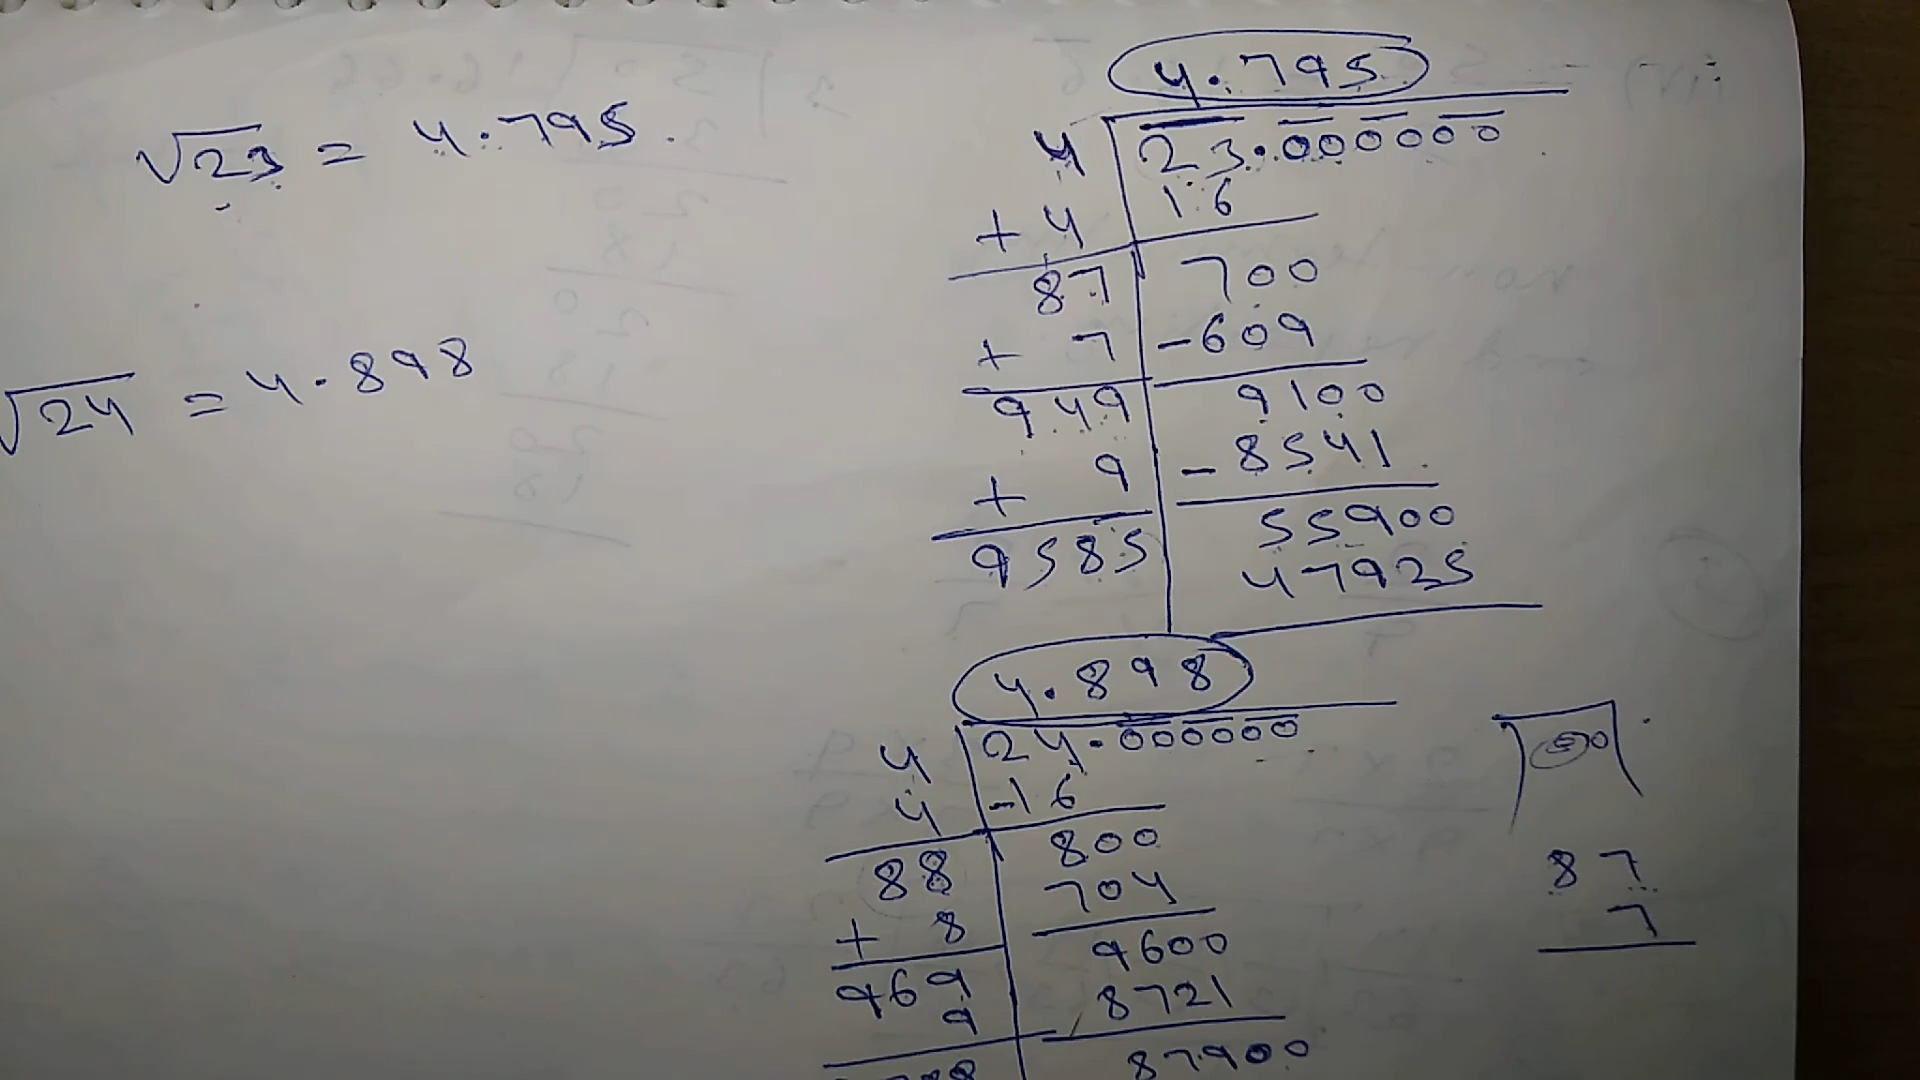 √23 = 4.795.
√24 = 4.898
4.795
4 23.000000
+ 4 16
87 700
+ 7 -609
949 9100
+ 9 -8541
9585 55900
47925
4.898
4 24.000000
4 -16
88 800
+ 8 704
969 9600
9 8721
87900
87
7